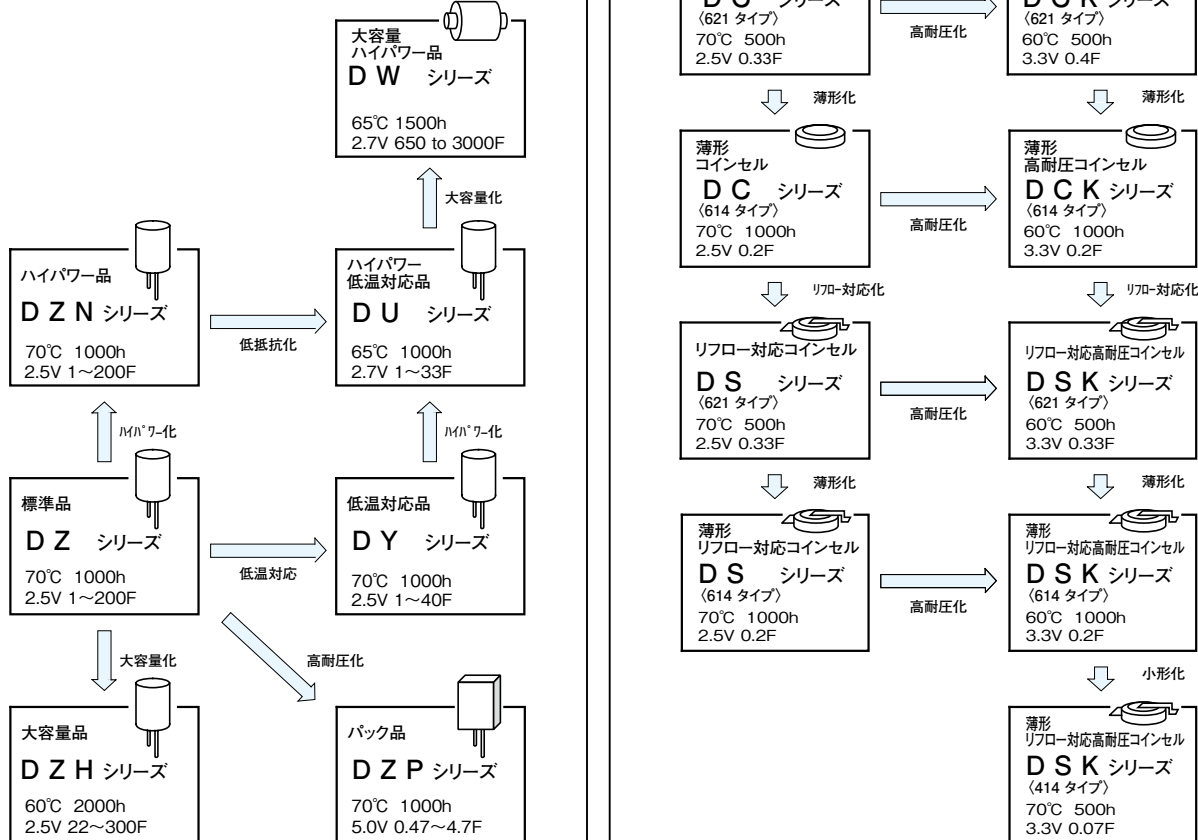 大容量
ハイパワー品
DW シリーズ
65℃ 1500h
2.7V 650 to 3000F
大容量化
ハイパワー品
DZN シリーズ
70℃ 1000h
2.5V 1〜200F
低抵抗化
ハイパワー
低温対応品
DU シリーズ
65℃ 1000h
2.7V 1〜33F
ﾊｲﾊﾟﾜｰ化
ﾊｲﾊﾟﾜｰ化
標準品
DZ シリーズ
70℃ 1000h
2.5V 1〜200F
低温対応
低温対応品
DY シリーズ
70℃ 1000h
2.5V 1〜40F
大容量化
高耐圧化
大容量品
DZH シリーズ
60℃ 2000h
2.5V 22〜300F
パック品
DZP シリーズ
70℃ 1000h
5.0V 0.47〜4.7F
〈621 タイプ〉
70℃ 500h
2.5V 0.33F
高耐圧化
シリーズ
〈621 タイプ〉
60℃ 500h
3.3V 0.4F
薄形化
薄形化
薄形
コインセル
DC シリーズ
〈614 タイプ〉
70℃ 1000h
2.5V 0.2F
高耐圧化
薄形
高耐圧コインセル
DCK シリーズ
〈614 タイプ〉
60℃ 1000h
3.3V 0.2F
ﾘﾌﾛｰ対応化
ﾘﾌﾛｰ対応化
リフロー対応コインセル
DS シリーズ
〈621 タイプ〉
70℃ 500h
2.5V 0.33F
高耐圧化
リフロー対応高耐圧コインセル
DSK シリーズ
〈621 タイプ〉
60℃ 500h
3.3V 0.33F
薄形化
薄形化
薄形
リフロー対応コインセル
DS シリーズ
〈614 タイプ〉
70℃ 1000h
2.5V 0.2F
高耐圧化
薄形
リフロー対応高耐圧コインセル
DSK シリーズ
〈614 タイプ〉
60℃ 1000h
3.3V 0.2F
小形化
薄形
リフロー対応高耐圧コインセル
DSK シリーズ
〈414 タイプ〉
70℃ 500h
3.3V 0.07F